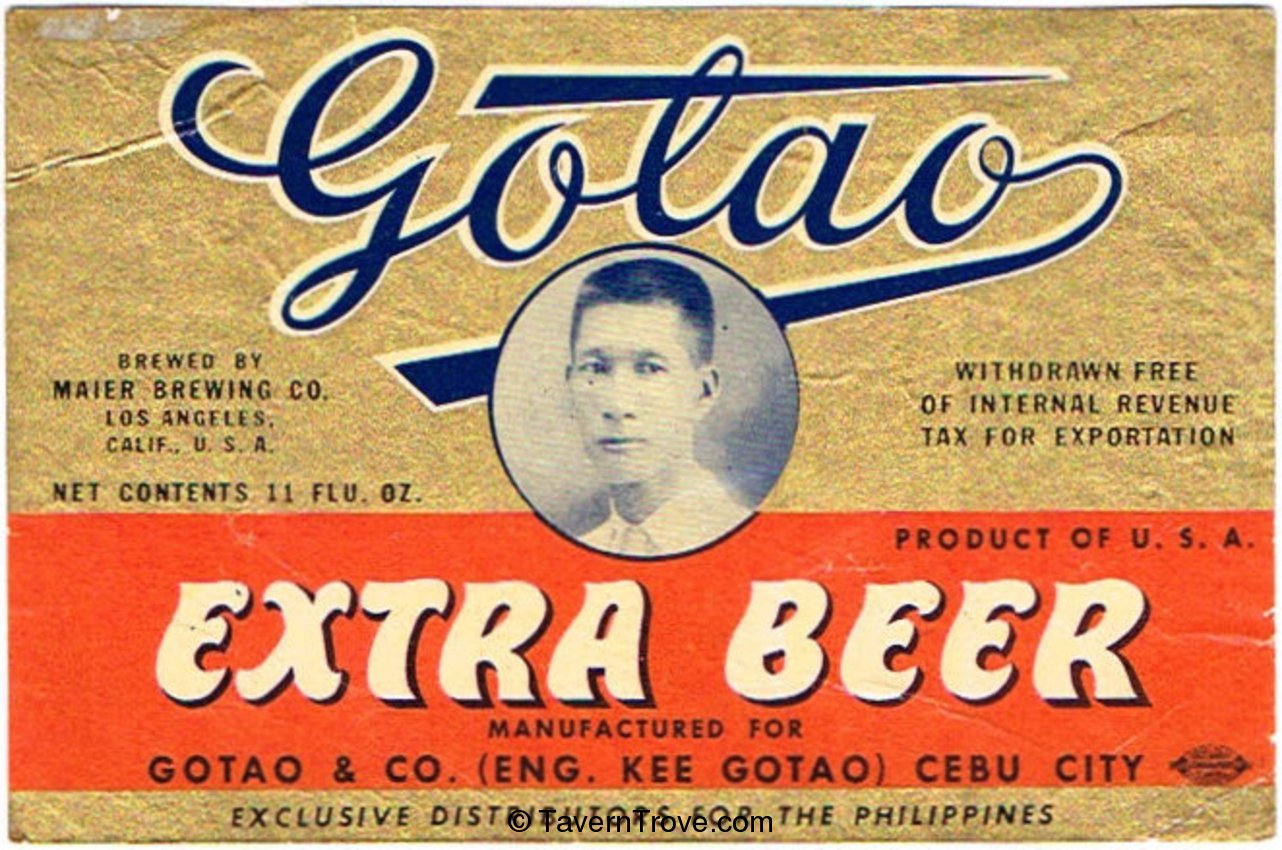 Gotao
BREWED BY
MAIER BREWING CO.
LOS ANGELES,
CALIF., U. S. A.
NET CONTENTS 11 FLU. OZ.
WITHDRAWN FREE
OF INTERNAL REVENUE
TAX FOR EXPORTATION
PRODUCT OF U. S. A.
EXTRA BEER
MANUFACTURED FOR
GOTAO & CO. (ENG. KEE GOTAO) CEBU CITY
EXCLUSIVE DISTRIBUTORS FOR THE PHILIPPINES
© TavernTrove.com